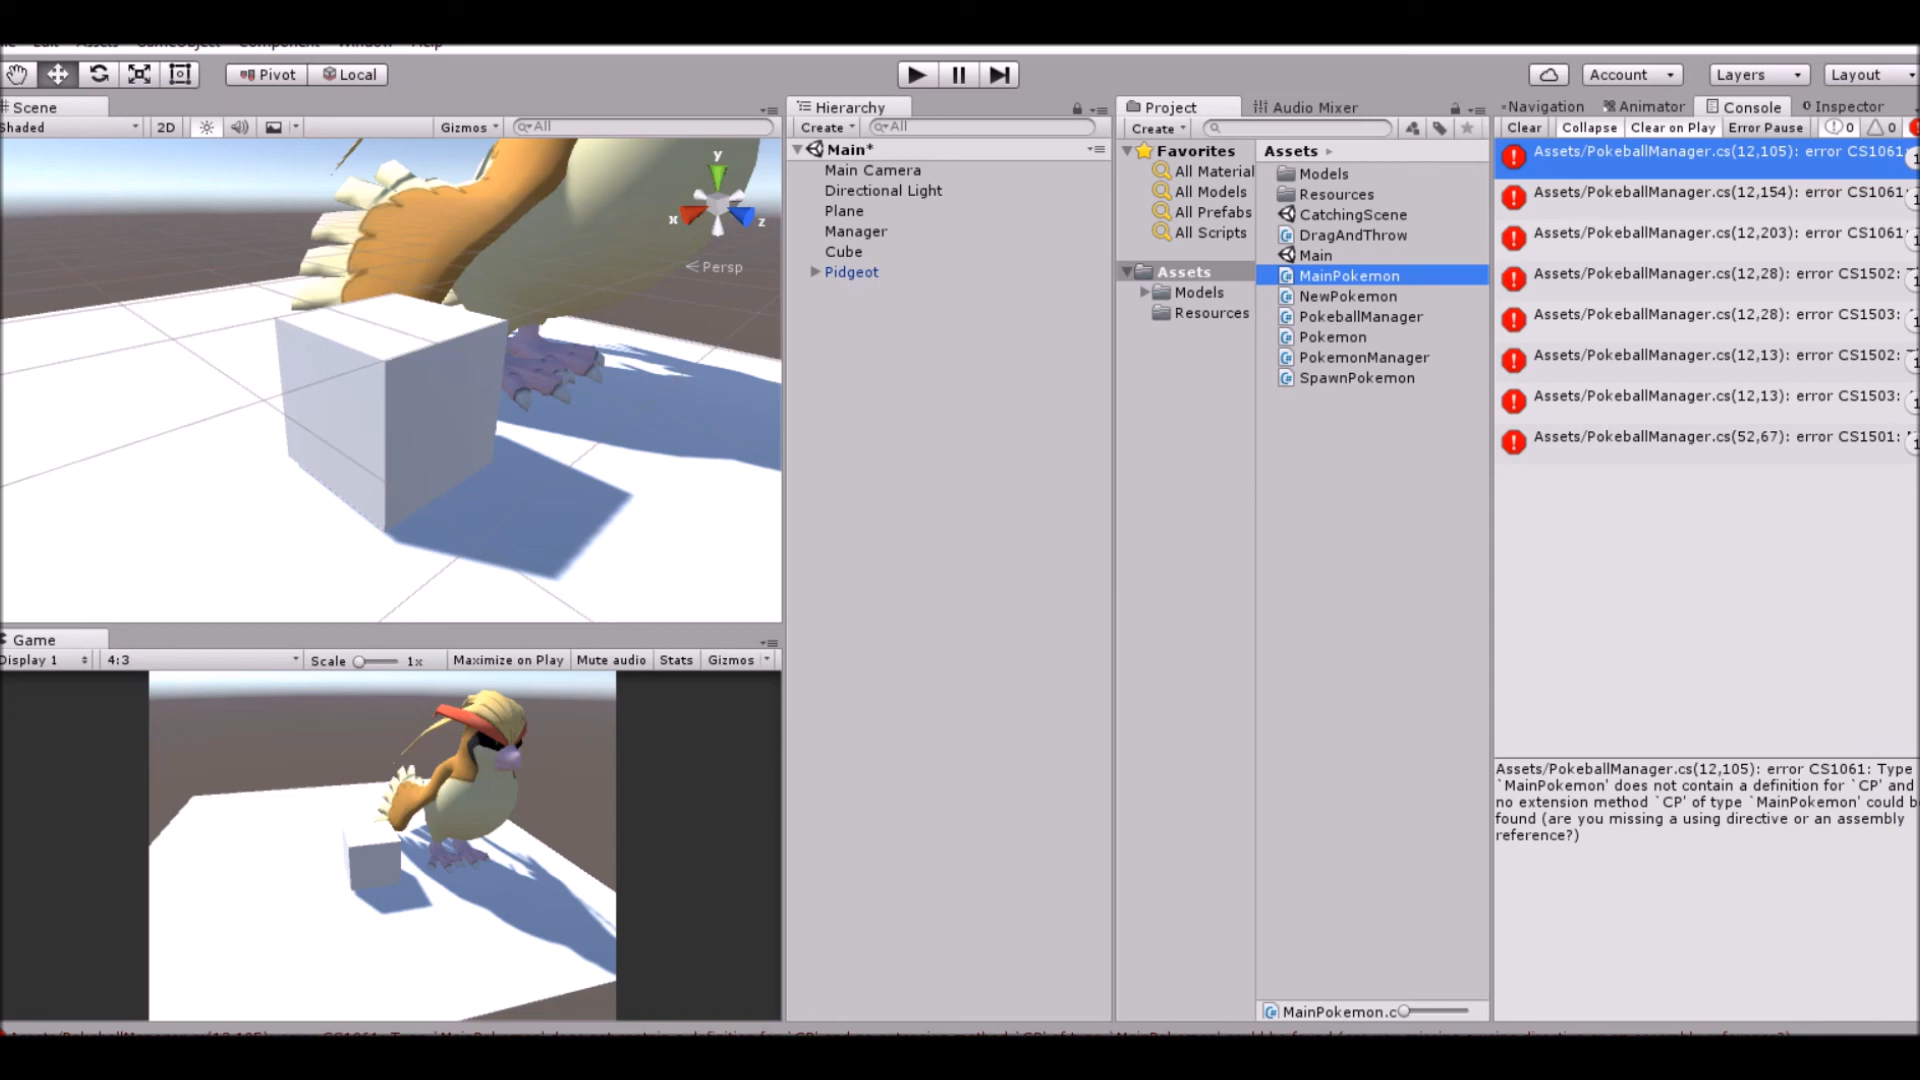 Edit Assets GameObject Component Window Help
Pivot Local Account Layers Layout
Scene
Shaded 2D Gizmos All
y
x z
Persp
Game
Display 1 4:3 Scale 1x Maximize on Play Mute audio Stats Gizmos
Hierarchy
Create All
Main*
Main Camera
Directional Light
Plane
Manager
Cube
Pidgeot
Project Audio Mixer
Create
Favorites
All Material
All Models
All Prefabs
All Scripts
Assets
Models
Resources
Assets
Models
Resources
CatchingScene
DragAndThrow
Main
MainPokemon
NewPokemon
PokeballManager
Pokemon
PokemonManager
SpawnPokemon
MainPokemon.c
Navigation Animator Console Inspector
Clear Collapse Clear on Play Error Pause 0 0
Assets/PokeballManager.cs(12,105): error CS1061:
Assets/PokeballManager.cs(12,154): error CS1061:
Assets/PokeballManager.cs(12,203): error CS1061:
Assets/PokeballManager.cs(12,28): error CS1502:
Assets/PokeballManager.cs(12,28): error CS1503:
Assets/PokeballManager.cs(12,13): error CS1502:
Assets/PokeballManager.cs(12,13): error CS1503:
Assets/PokeballManager.cs(52,67): error CS1501:
Assets/PokeballManager.cs(12,105): error CS1061: Type
`MainPokemon' does not contain a definition for `CP' and
no extension method `CP' of type `MainPokemon' could b
found (are you missing a using directive or an assembly
reference?)